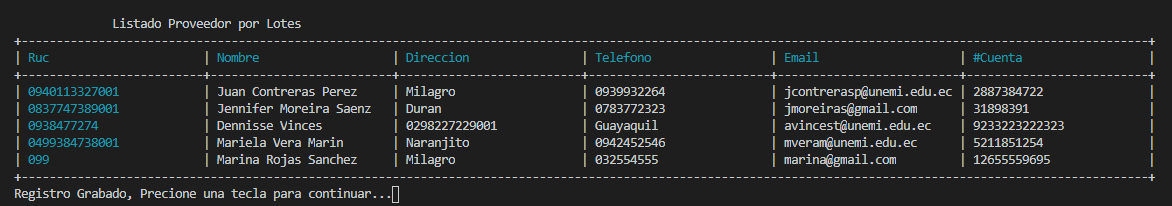 Listado Proveedor por Lotes
| Ruc | Nombre | Direccion | Telefono | Email | #Cuenta |
| 0940113327001 | Juan Contreras Perez | Milagro | 0939932264 | jcontrerasp@unemi.edu.ec | 2887384722 |
| 0837747389001 | Jennifer Moreira Saenz | Duran | 0783772323 | jmoreiras@gmail.com | 31898391 |
| 0938477274 | Dennisse Vinces | 0298227229001 | Guayaquil | avincest@unemi.edu.ec | 9233223222323 |
| 0499384738001 | Mariela Vera Marin | Naranjito | 0942452546 | mveram@unemi.edu.ec | 5211851254 |
| 099 | Marina Rojas Sanchez | Milagro | 032554555 | marina@gmail.com | 12655559695 |
Registro Grabado, Precione una tecla para continuar...